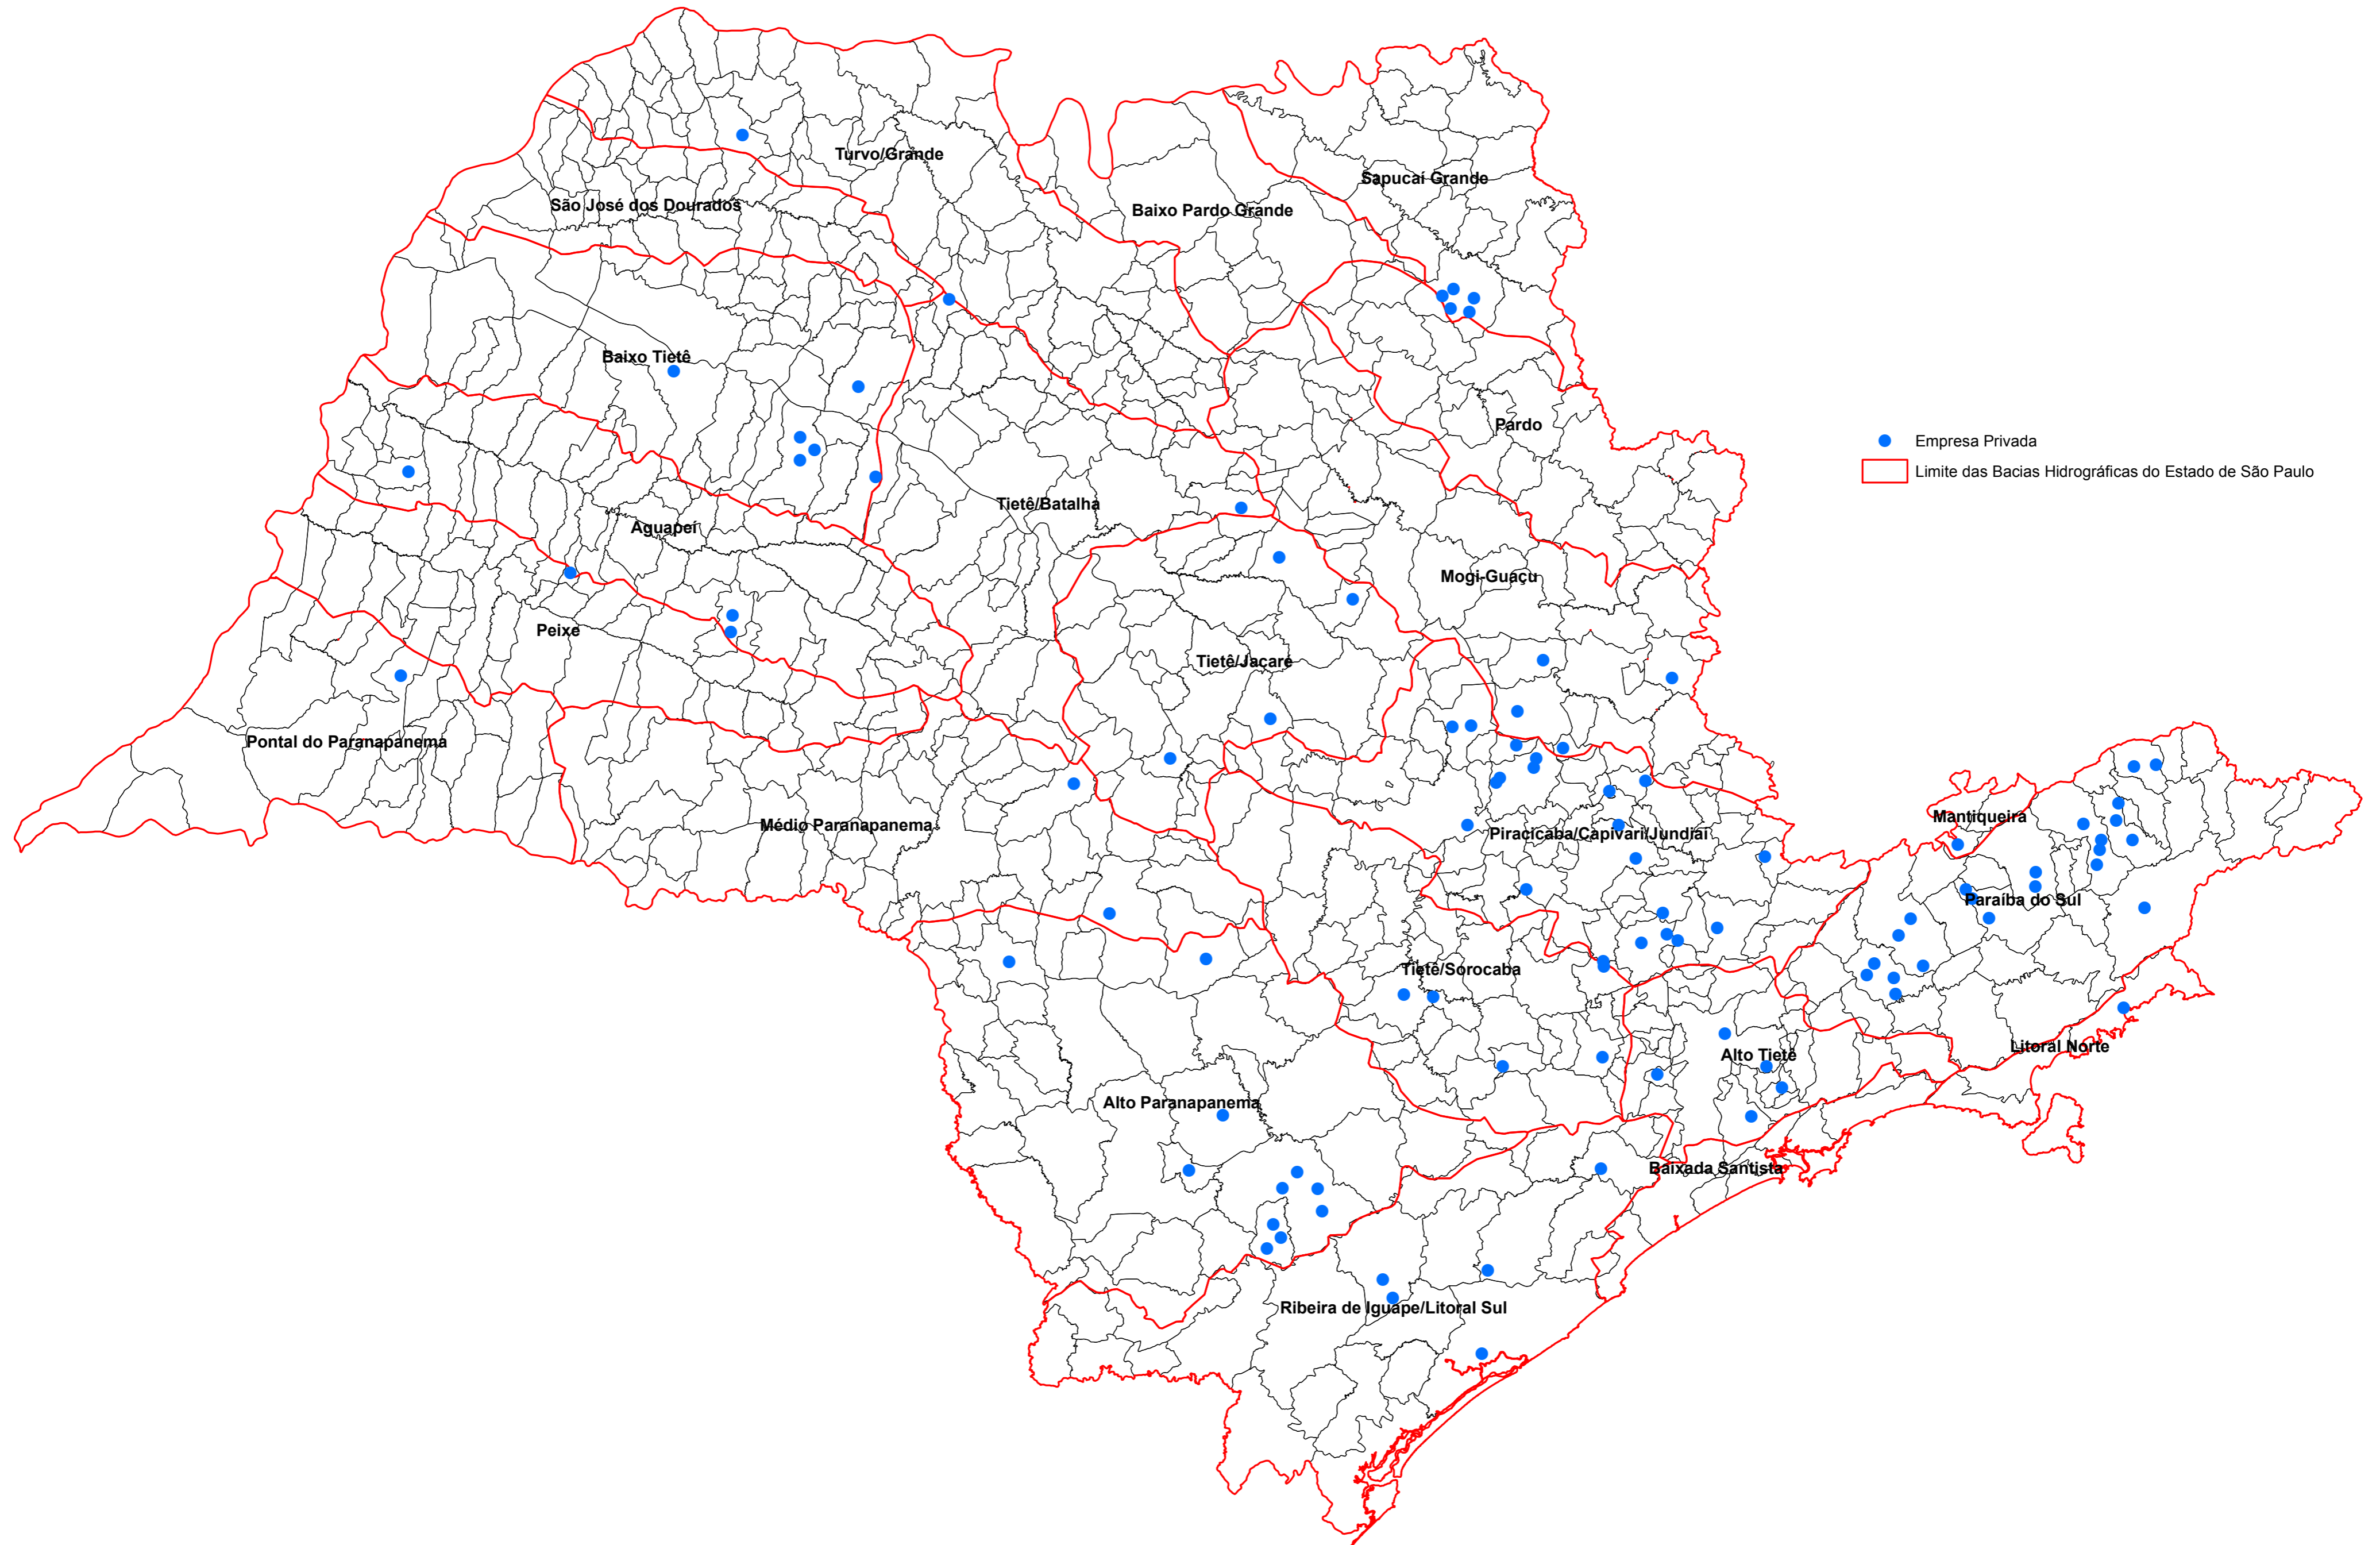 Turvo/Grande
Sapucaí Grande
São José dos Dourados
Baixo Pardo Grande
Baixo Tietê
Pardo
Empresa Privada
Limite das Bacias Hidrográficas do Estado de São Paulo
Tietê/Batalha
Aguapeí
Mogi-Guaçu
Peixe
Tietê/Jacaré
Pontal do Paranapanema
Mantiqueira
Médio Paranapanema
Piracicaba/Capivari/Jundiaí
Paraíba do Sul
Tietê/Sorocaba
Litoral Norte
Alto Tietê
Alto Paranapanema
Baixada Santista
Ribeira de Iguape/Litoral Sul